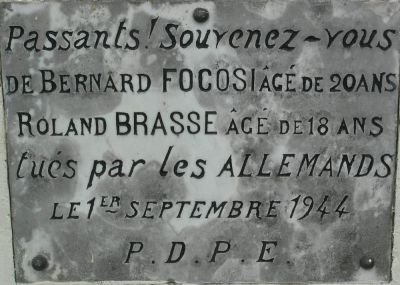 Passants! Souvenez-vous
DE BERNARD FOCOSI ÂGÉ DE 20 ANS
ROLAND BRASSE ÂGÉ DE 18 ANS
tués par les ALLEMANDS
LE 1ER SEPTEMBRE 1944
P.D.P.E.